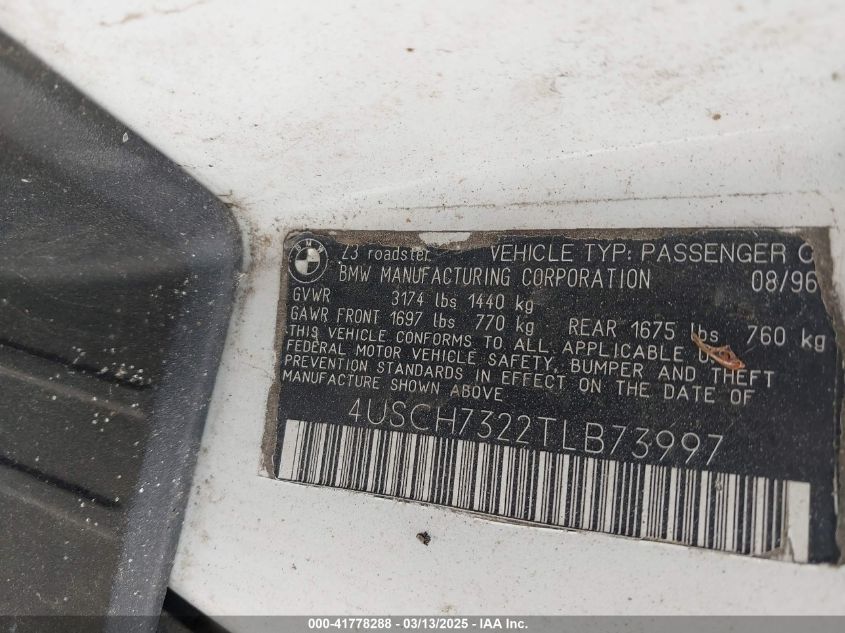 BMW
Z3 roadster VEHICLE TYP: PASSENGER C
BMW MANUFACTURING CORPORATION 08/96
GVWR 3174 lbs 1440 kg
GAWR FRONT 1697 lbs 770 kg REAR 1675 lbs 760 kg
THIS VEHICLE CONFORMS TO ALL APPLICABLE
FEDERAL MOTOR VEHICLE SAFETY, BUMPER AND THEFT
PREVENTION STANDARDS IN EFFECT ON THE DATE OF
MANUFACTURE SHOWN ABOVE
4USCH7322TLB73997
000-41778288 - 03/13/2025 - IAA Inc.